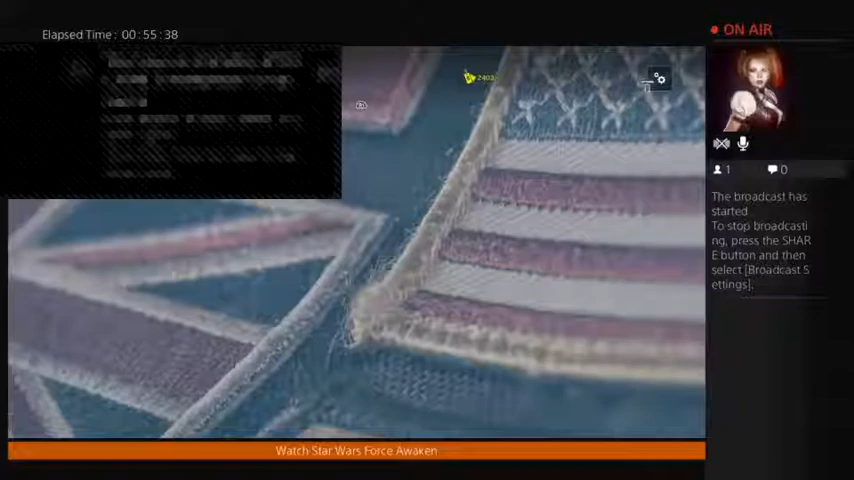 Elapsed Time : 00:55:38
ON AIR
2403
1
0
The broadcast has
started
To stop broadcasti
ng, press the SHAR
E button and then
select [Broadcast S
ettings].
Watch Star Wars Force Awaken